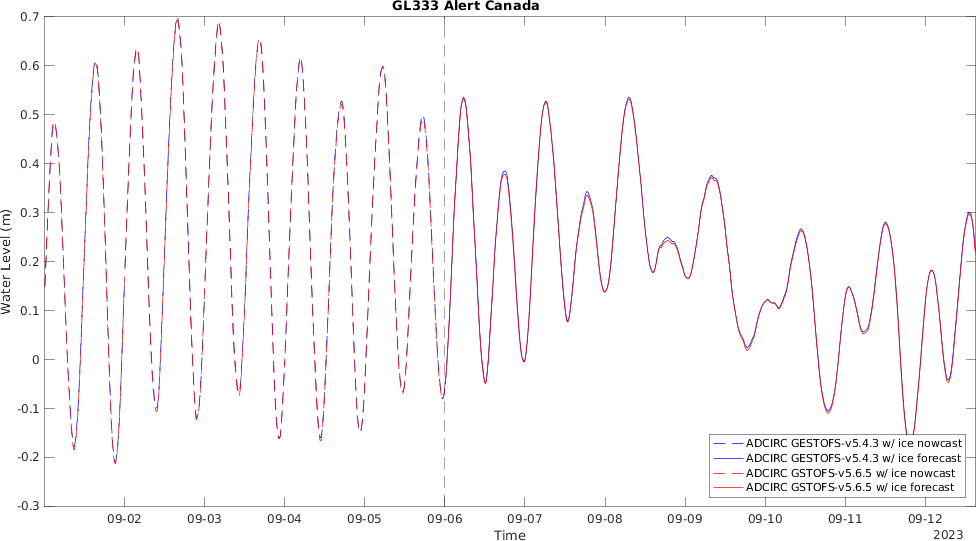 GL333 Alert Canada
0.7
0.6
0.5
0.4
0.3
0.2
0.1
0
-0.1
-0.2
-0.3
Water Level (m)
ADCIRC GESTOFS-v5.4.3 w/ ice nowcast
ADCIRC GESTOFS-v5.4.3 w/ ice forecast
ADCIRC GSTOFS-v5.6.5 w/ ice nowcast
ADCIRC GSTOFS-v5.6.5 w/ ice forecast
09-02 09-03 09-04 09-05 09-06 09-07 09-08 09-09 09-10 09-11 09-12
Time
2023